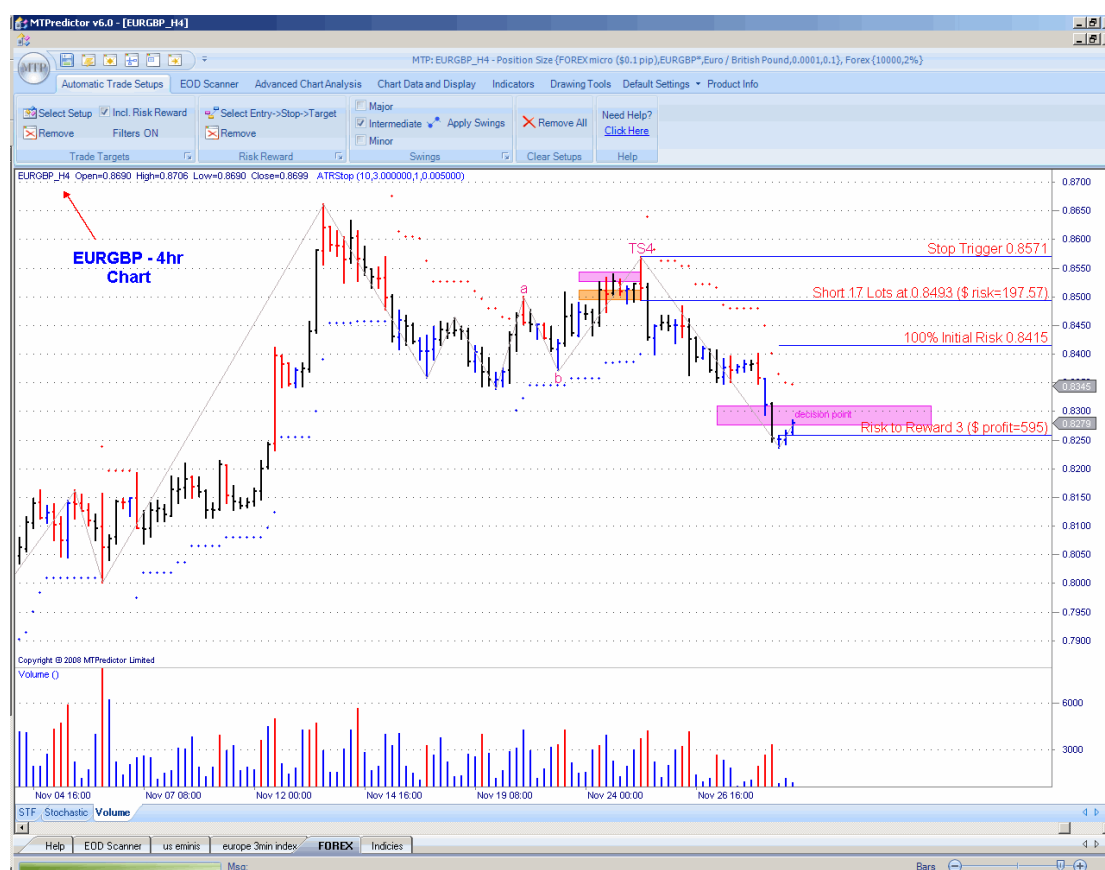 MTPredictor v6.0 - [EURGBP_H4]
MTP
MTP: EURGBP_H4 - Position Size {FOREX micro ($0.1 pip),EURGBP*,Euro / British Pound,0.0001,0.1}, Forex {10000,2%}
Automatic Trade Setups EOD Scanner Advanced Chart Analysis Chart Data and Display Indicators Drawing Tools Default Settings Product Info
Select Setup Incl. Risk Reward Select Entry->Stop->Target Major Need Help?
Intermediate Apply Swings Remove All
Remove Filters ON Remove Minor Click Here
Trade Targets Risk Reward Swings Clear Setups Help
EURGBP_H4 Open=0.8690 High=0.8706 Low=0.8690 Close=0.8699 ATRStop (10,3.000000,1,0.005000)
0.8700
0.8650
0.8600
EURGBP - 4hr
Chart
TS4
Stop Trigger 0.8571
0.8550
a
Short 17 Lots at 0.8493 ($ risk=197.57)
0.8500
0.8450
100% Initial Risk 0.8415
0.8400
b
0.8345
decision point
0.8300
Risk to Reward 3 ($ profit=595)
0.8279
0.8250
0.8200
0.8150
0.8100
0.8050
0.8000
0.7950
0.7900
Copyright © 2008 MTPredictor Limited
Volume ()
6000
3000
Nov 04 16:00 Nov 07 08:00 Nov 12 00:00 Nov 14 16:00 Nov 19 08:00 Nov 24 00:00 Nov 26 16:00
STF Stochastic Volume
Help EOD Scanner us eminis europe 3min index FOREX Indicies
Msg: Bars